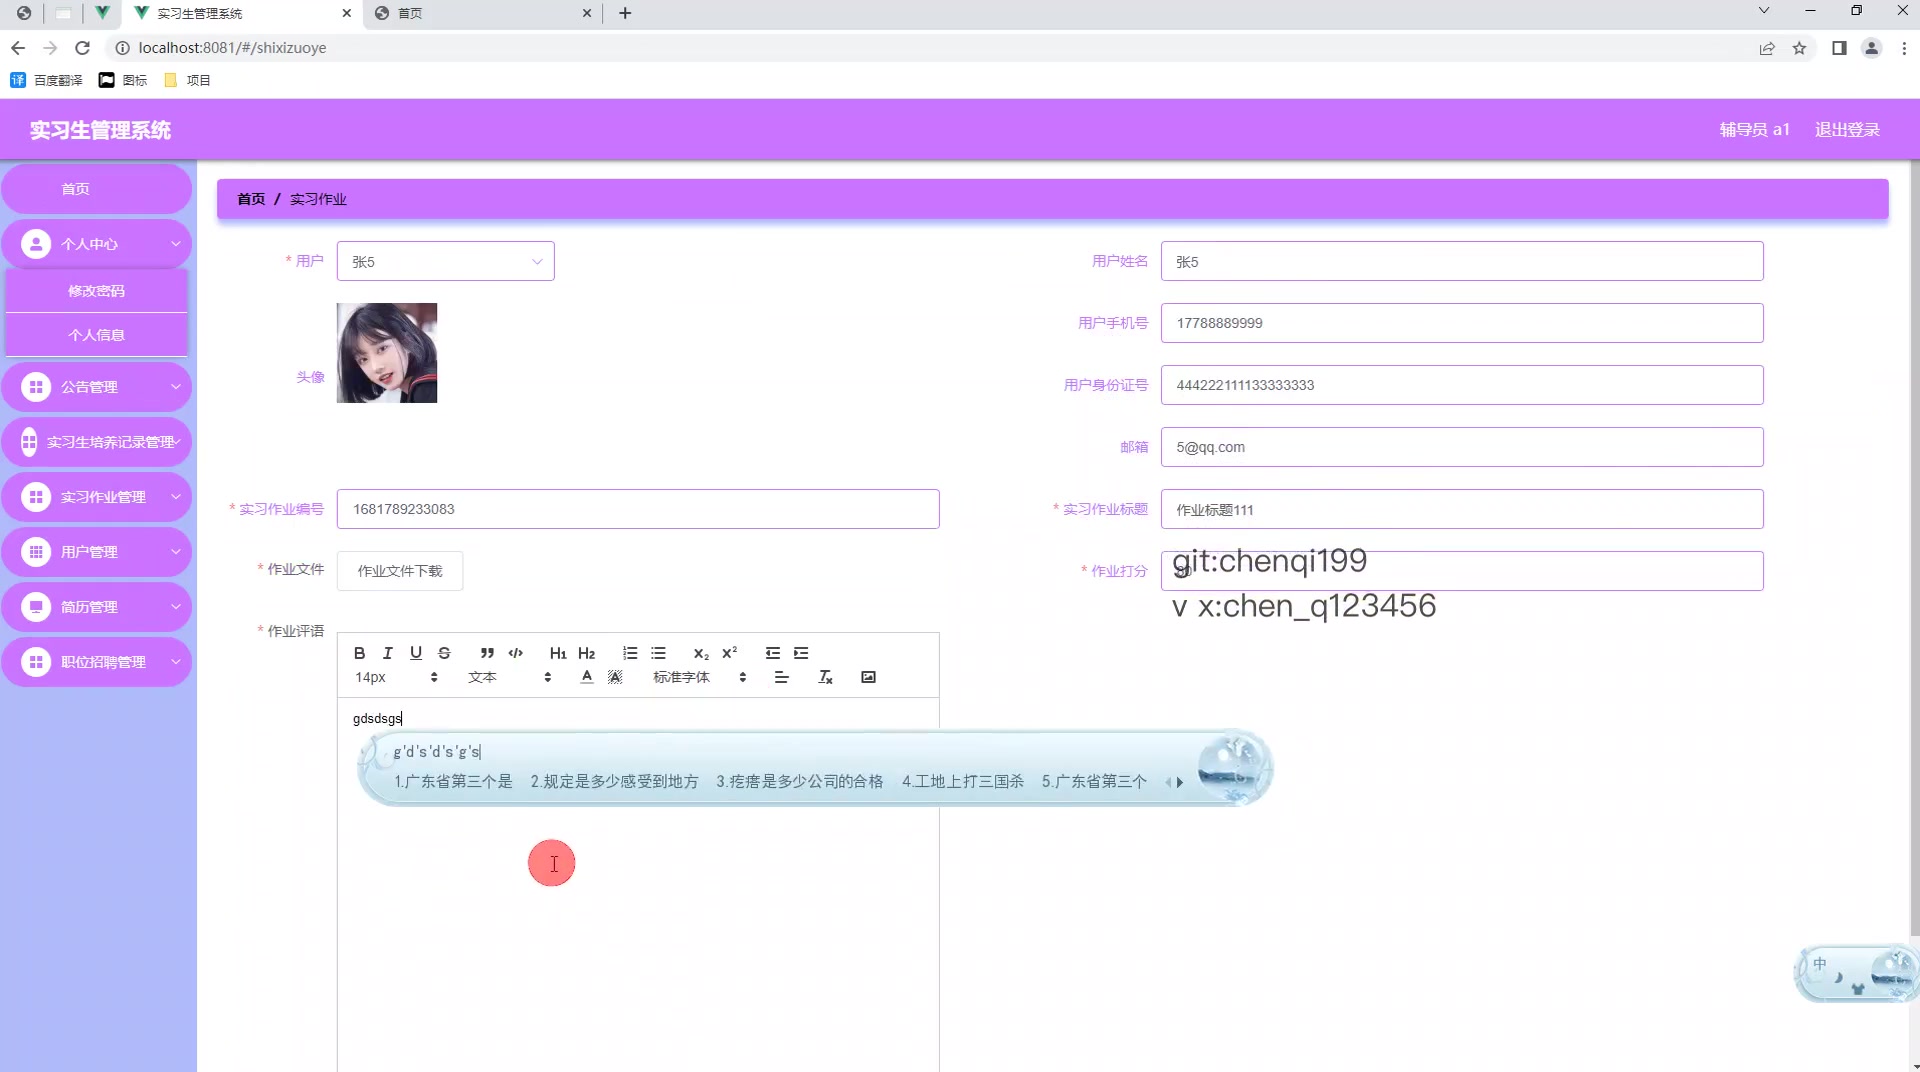 实习生管理系统
首页
localhost:8081/#/shixizuoye
百度翻译 图标 项目
实习生管理系统
辅导员 a1 退出登录
首页
个人中心
修改密码
个人信息
公告管理
实习生培养记录管理
实习作业管理
用户管理
简历管理
职位招聘管理
首页 / 实习作业
* 用户 张5
用户姓名 张5
头像
用户手机号 17788889999
用户身份证号 444222111133333333
邮箱 5@qq.com
* 实习作业编号 1681789233083
* 实习作业标题 作业标题111
* 作业文件 作业文件下载
* 作业打分
git:chenqi199
v x:chen_q123456
* 作业评语
B I U S H1 H2 X₂ X²
14px 文本 A A 标准字体 Tx
gdsdsgs
g'd's'd's'g's
1.广东省第三个是 2.规定是多少感受到地方 3.疙瘩是多少公司的合格 4.工地上打三国杀 5.广东省第三个
中